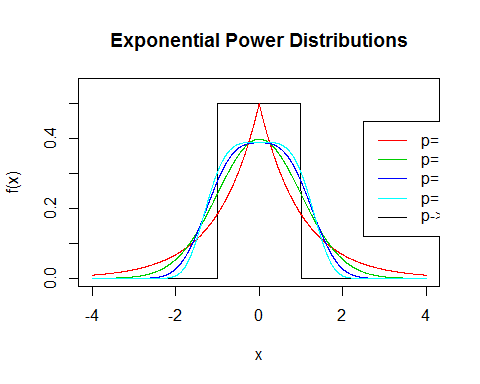 Exponential Power Distributions
f(x)
0.4
0.2
0.0
-4 -2 0 2 4
x
p=
p=
p=
p=
p->